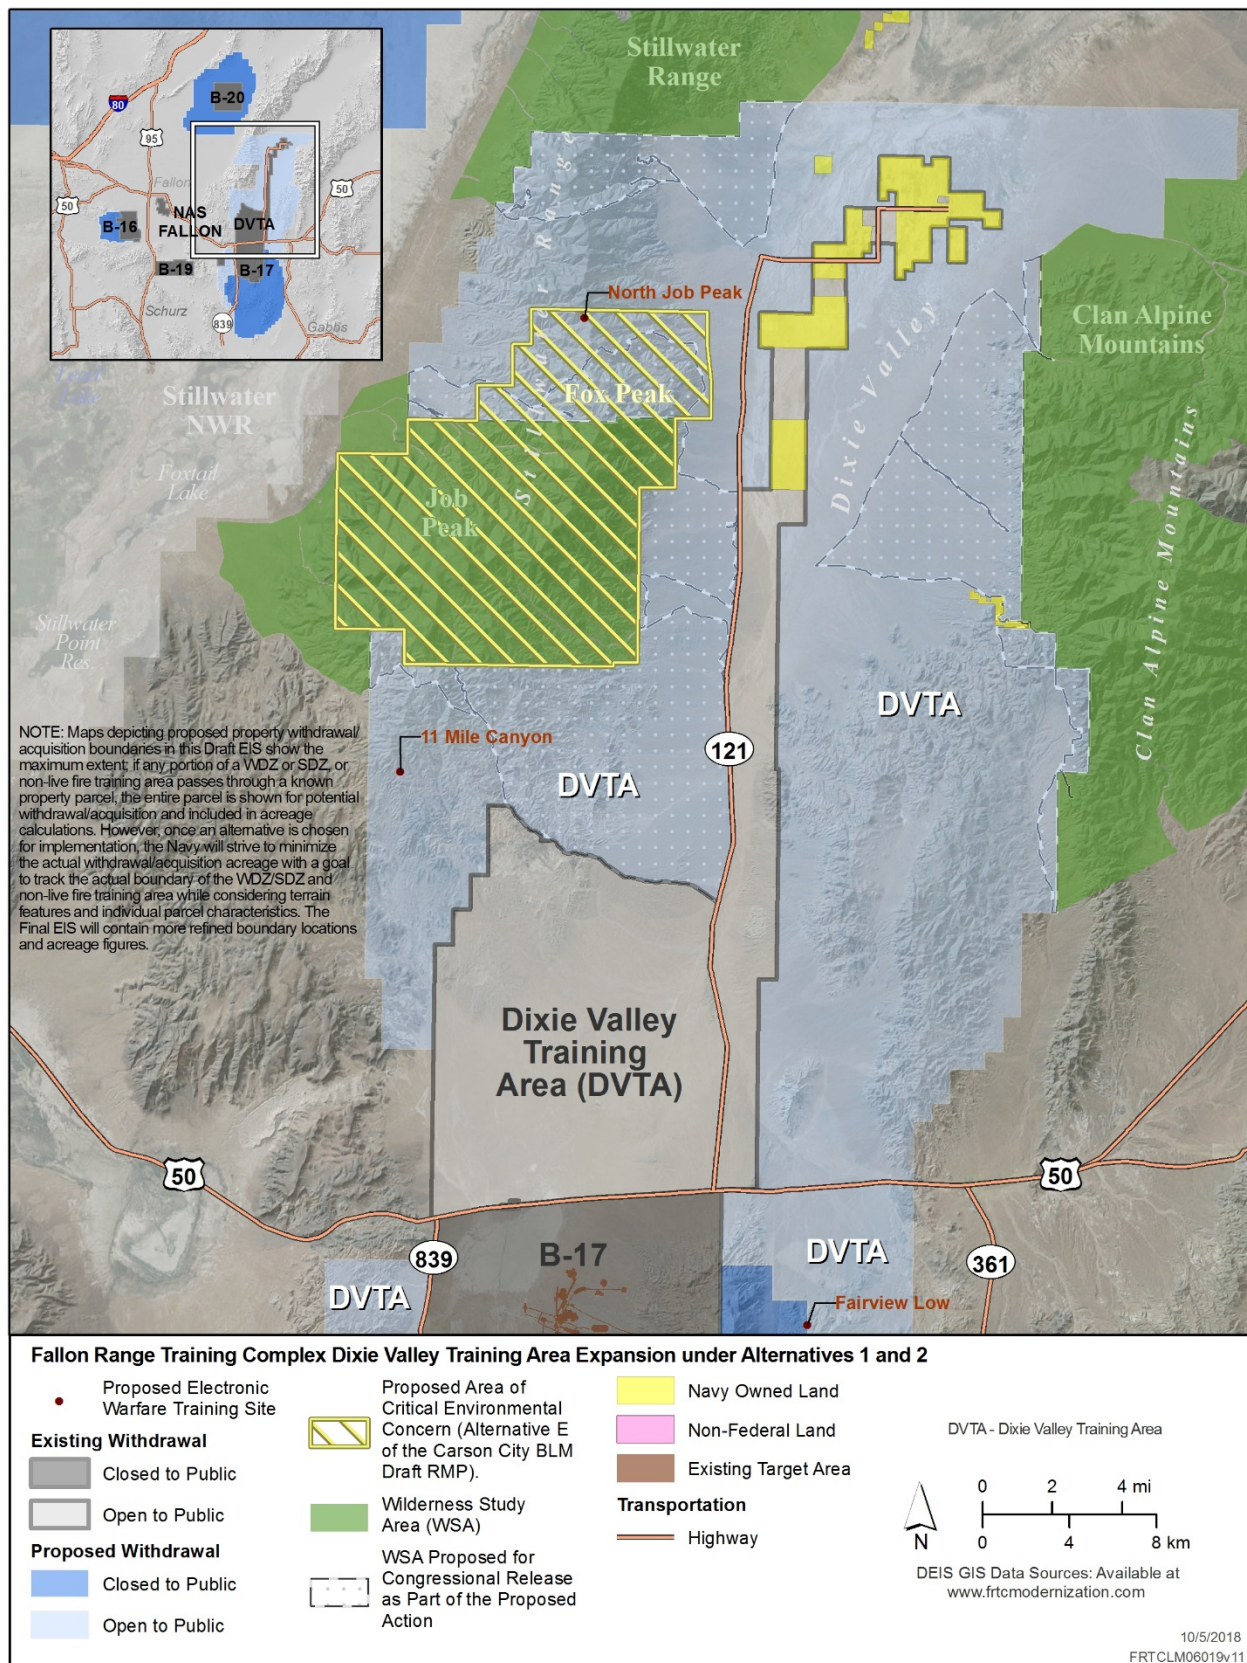 Stillwater
Range
80
B-20
95
Fallon
50
50
NAS
FALLON
DVTA
B-16
B-19
B-17
Schurz
839
Gabbs
Stillwater Range
North Job Peak
Fox Peak
Clan Alpine
Mountains
Dixie Valley
Stillwater
NWR
Foxtail
Lake
Job
Peak
Clan Alpine Mountains
Stillwater
Point
Res.
DVTA
NOTE: Maps depicting proposed property withdrawal/
acquisition boundaries in this Draft EIS show the
maximum extent; if any portion of a WDZ or SDZ, or
non-live fire training area passes through a known
property parcel, the entire parcel is shown for potential
withdrawal/acquisition and included in acreage
calculations. However, once an alternative is chosen
for implementation, the Navy will strive to minimize
the actual withdrawal/acquisition acreage with a goal
to track the actual boundary of the WDZ/SDZ and
non-live fire training area while considering terrain
features and individual parcel characteristics. The
Final EIS will contain more refined boundary locations
and acreage figures.
11 Mile Canyon
121
DVTA
Dixie Valley
Training
Area (DVTA)
50
50
839
B-17
DVTA
361
DVTA
Fairview Low
Fallon Range Training Complex Dixie Valley Training Area Expansion under Alternatives 1 and 2
Proposed Electronic
Warfare Training Site
Existing Withdrawal
Closed to Public
Open to Public
Proposed Withdrawal
Closed to Public
Open to Public
Proposed Area of
Critical Environmental
Concern (Alternative E
of the Carson City BLM
Draft RMP).
Wilderness Study
Area (WSA)
WSA Proposed for
Congressional Release
as Part of the Proposed
Action
Navy Owned Land
Non-Federal Land
Existing Target Area
Transportation
Highway
DVTA - Dixie Valley Training Area
0 2 4 mi
0 4 8 km
N
DEIS GIS Data Sources: Available at
www.frtcmodernization.com
10/5/2018
FRTCLM06019v11